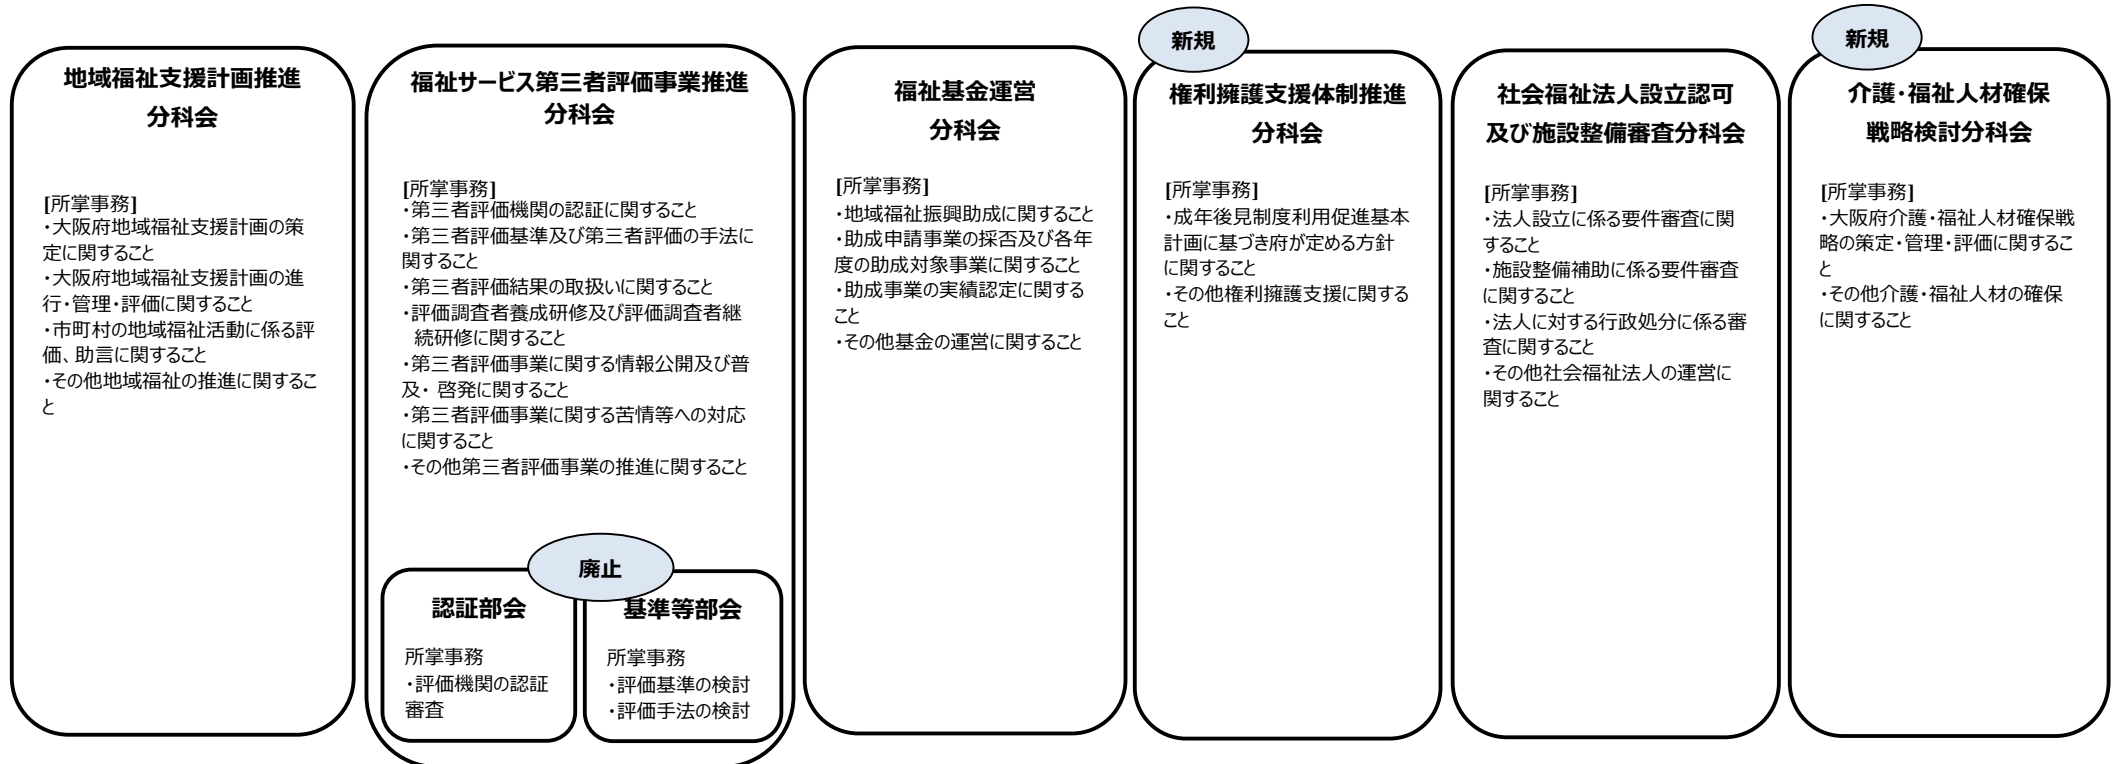 地域福祉支援計画推進
分科会
[所掌事務]
・大阪府地域福祉支援計画の策
定に関すること
・大阪府地域福祉支援計画の進
行・管理・評価に関すること
・市町村の地域福祉活動に係る評
価、助言に関すること
・その他地域福祉の推進に関するこ
と
福祉サービス第三者評価事業推進
分科会
[所掌事務]
・第三者評価機関の認証に関すること
・第三者評価基準及び第三者評価の手法に
関すること
・第三者評価結果の取扱いに関すること
・評価調査者養成研修及び評価調査者継
続研修に関すること
・第三者評価事業に関する情報公開及び普
及・ 啓発に関すること
・第三者評価事業に関する苦情等への対応
に関すること
・その他第三者評価事業の推進に関すること
廃止
認証部会
所掌事務
・評価機関の認証
審査
基準等部会
所掌事務
・評価基準の検討
・評価手法の検討
福祉基金運営
分科会
[所掌事務]
・地域福祉振興助成に関すること
・助成申請事業の採否及び各年
度の助成対象事業に関すること
・助成事業の実績認定に関する
こと
・その他基金の運営に関すること
新規
権利擁護支援体制推進
分科会
[所掌事務]
・成年後見制度利用促進基本
計画に基づき府が定める方針
に関すること
・その他権利擁護支援に関する
こと
社会福祉法人設立認可
及び施設整備審査分科会
[所掌事務]
・法人設立に係る要件審査に関
すること
・施設整備補助に係る要件審査
に関すること
・法人に対する行政処分に係る審
査に関すること
・その他社会福祉法人の運営に
関すること
新規
介護・福祉人材確保
戦略検討分科会
[所掌事務]
・大阪府介護・福祉人材確保戦
略の策定・管理・評価に関するこ
と
・その他介護・福祉人材の確保
に関すること